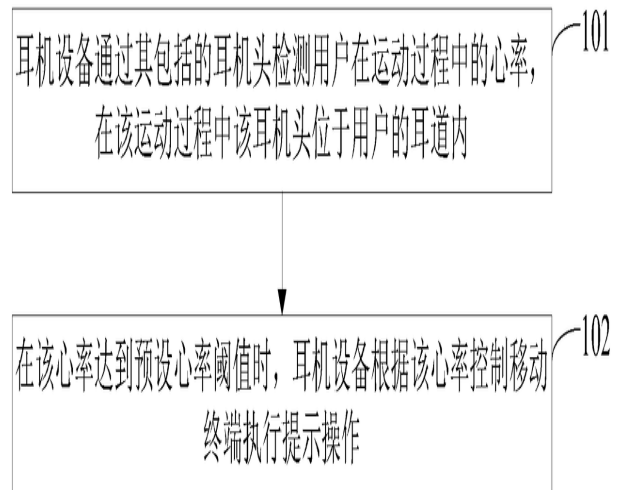 耳机设备通过其包括的耳机头检测用户在运动过程中的心率，
在该运动过程中该耳机头位于用户的耳道内
101
在该心率达到预设心率阈值时，耳机设备根据该心率控制移动
终端执行提示操作
102